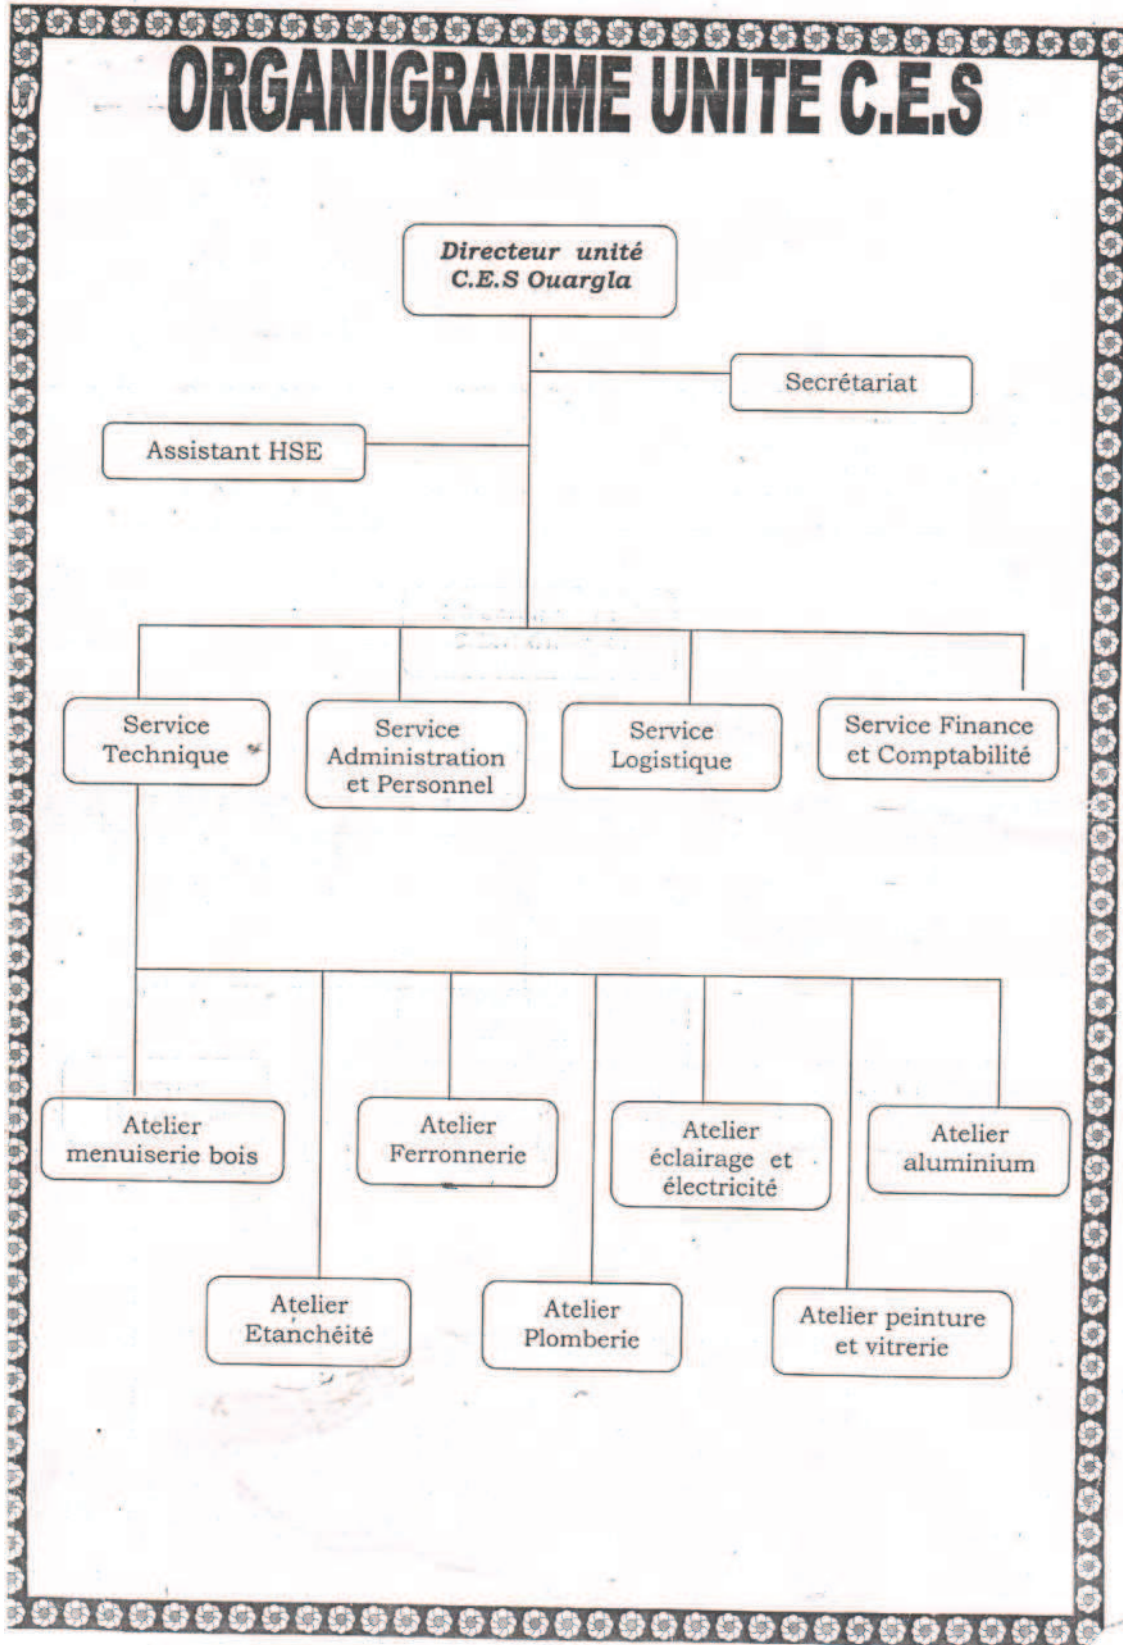 ORGANIGRAMME UNITE C.E.S
Directeur unité
C.E.S Ouargla
Secrétariat
Assistant HSE
Service
Technique
Service
Administration
et Personnel
Service
Logistique
Service Finance
et Comptabilité
Atelier
menuiserie bois
Atelier
Ferronnerie
Atelier
éclairage et
électricité
Atelier
aluminium
Atelier
Etanchéité
Atelier
Plomberie
Atelier peinture
et vitrerie